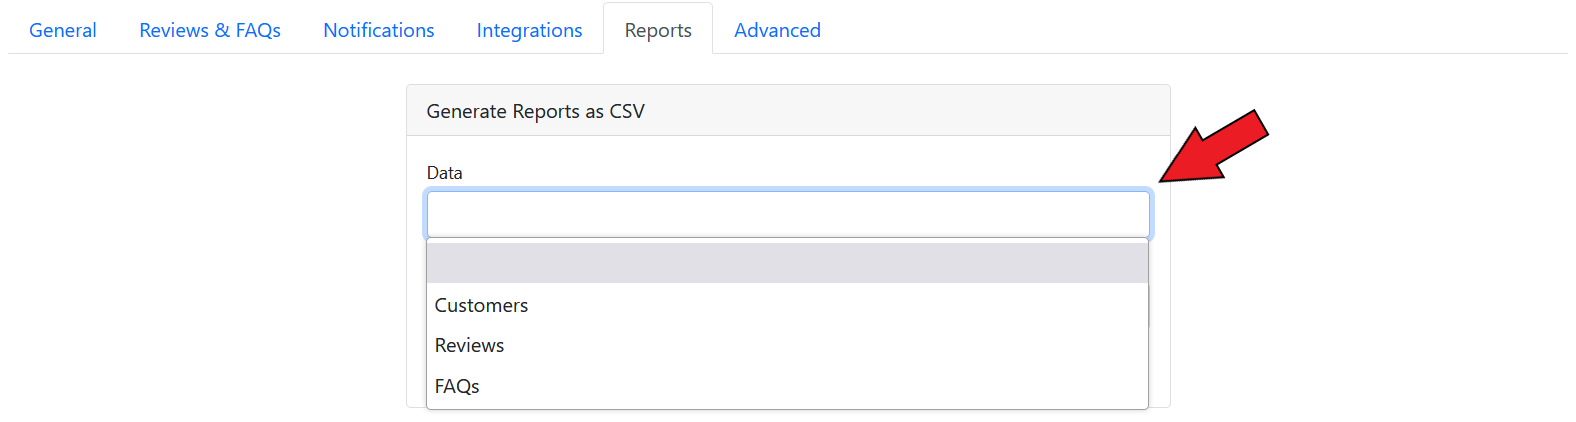 General Reviews & FAQs Notifications Integrations Reports Advanced
Generate Reports as CSV
Data
Customers
Reviews
FAQs